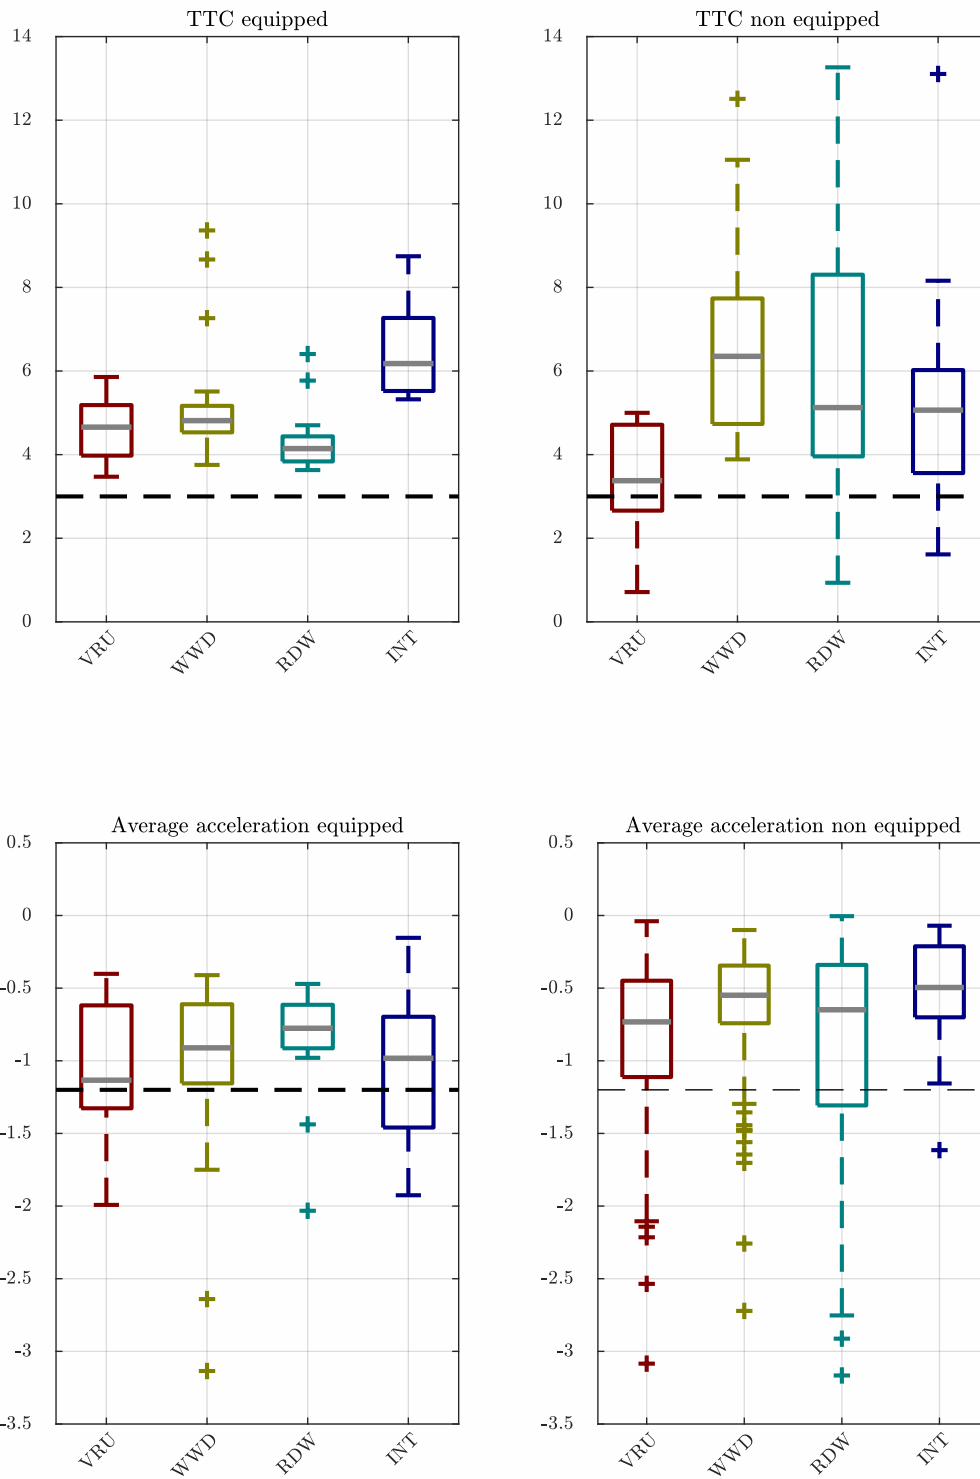 TTC equipped
14
12
10
8
6
4
2
0
VRU
WWD
RDW
INT
TTC non equipped
14
12
10
8
6
4
2
0
VRU
WWD
RDW
INT
Average acceleration equipped
0.5
0
-0.5
-1
-1.5
-2
-2.5
-3
-3.5
VRU
WWD
RDW
INT
Average acceleration non equipped
0.5
0
-0.5
-1
-1.5
-2
-2.5
-3
-3.5
VRU
WWD
RDW
INT